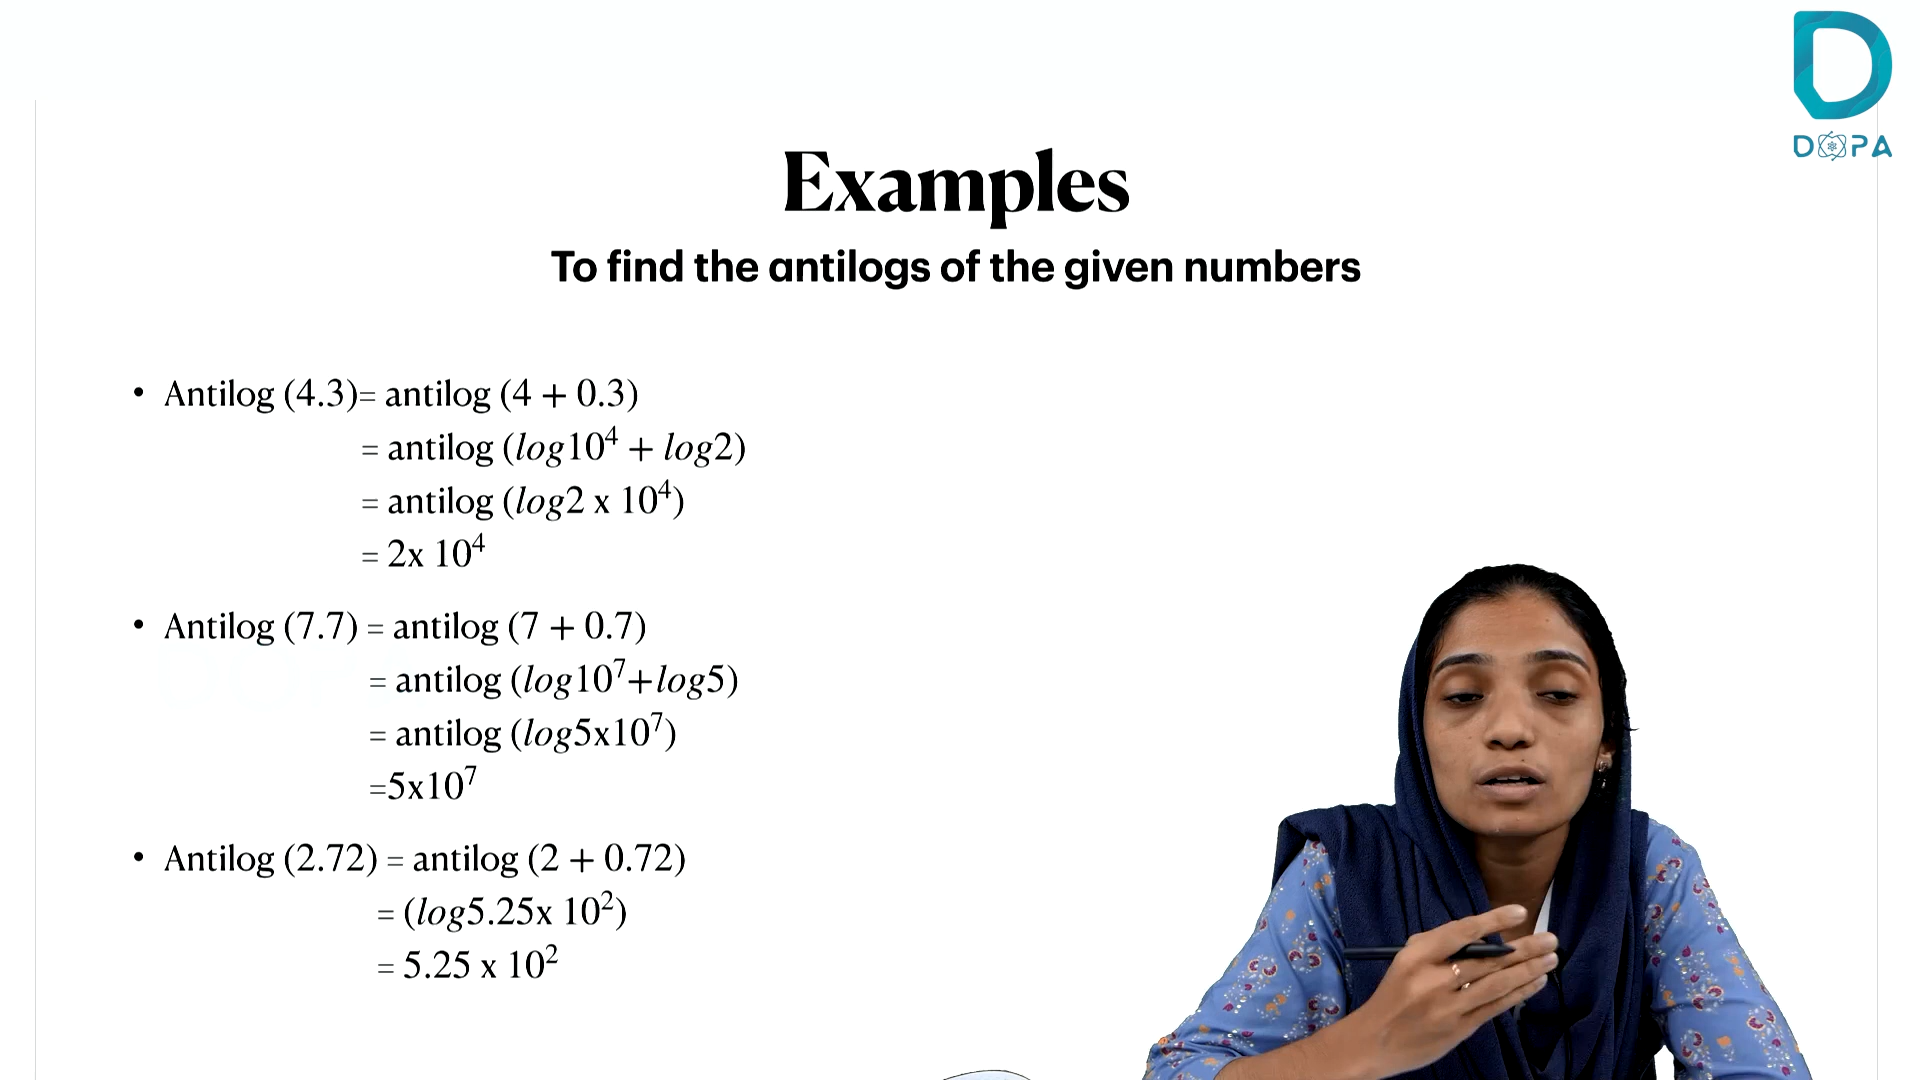 DOPA
Examples
To find the antilogs of the given numbers
• Antilog (4.3)= antilog (4 + 0.3)
= antilog (log10⁴ + log2)
= antilog (log2 x 10⁴)
= 2x 10⁴
• Antilog (7.7) = antilog (7 + 0.7)
= antilog (log10⁷+log5)
= antilog (log5x10⁷)
=5x10⁷
• Antilog (2.72) = antilog (2 + 0.72)
= (log5.25x 10²)
= 5.25 x 10²